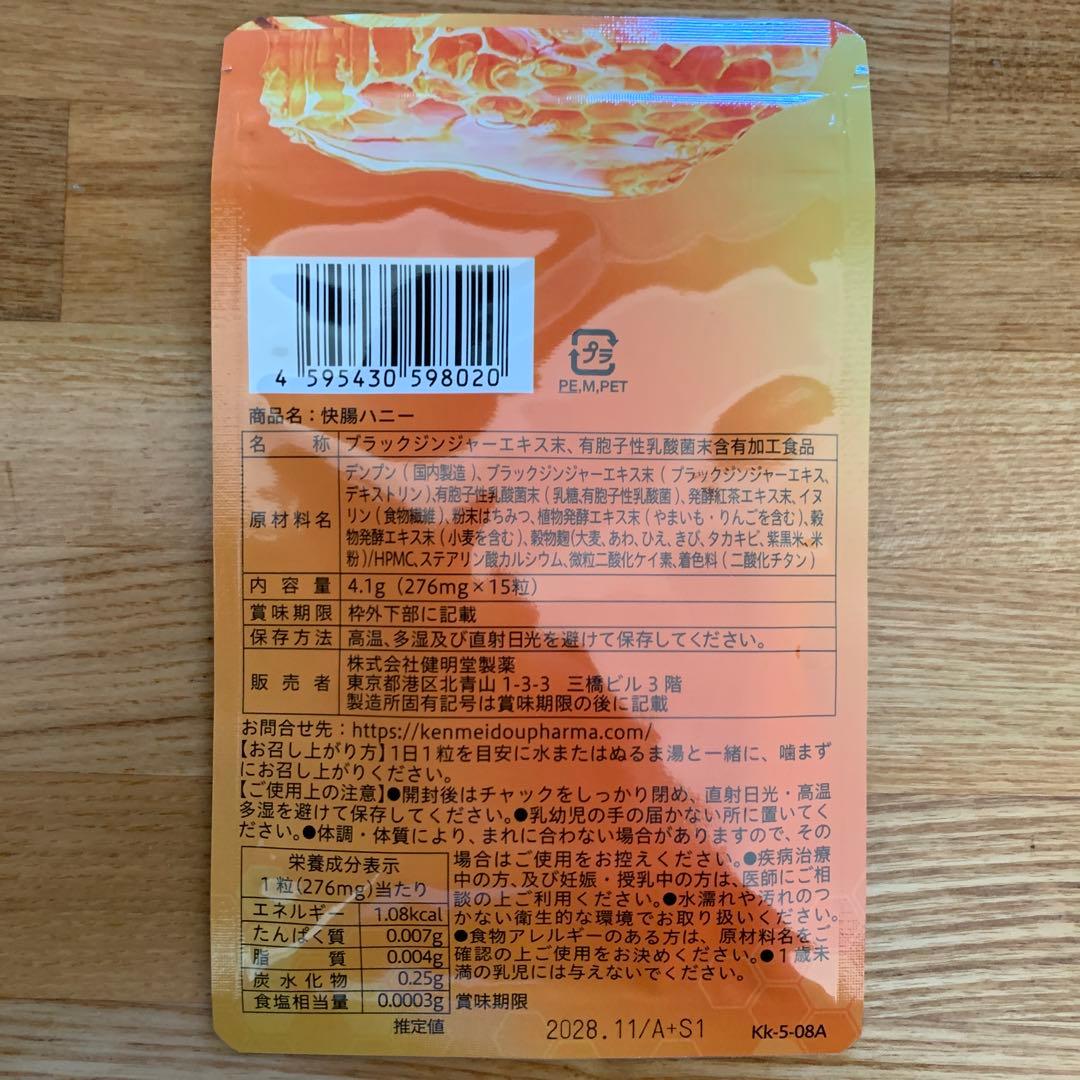 4 595430 598020
プラ
PE,M,PET
商品名：快腸ハニー
名　　称 ブラックジンジャーエキス末、有胞子性乳酸菌末含有加工食品
原材料名
デンプン（国内製造）、ブラックジンジャーエキス末（ブラックジンジャーエキス、
デキストリン）、有胞子性乳酸菌末（乳糖、有胞子性乳酸菌）、発酵紅茶エキス末、イヌ
リン（食物繊維）、粉末はちみつ、植物発酵エキス末（やまいも・りんごを含む）、穀
物発酵エキス末（小麦を含む）、穀物麹(大麦、あわ、ひえ、きび、タカキビ、紫黒米、米
粉)/HPMC、ステアリン酸カルシウム、微粒二酸化ケイ素、着色料（二酸化チタン）
内容量 4.1g（276mg×15粒）
賞味期限 枠外下部に記載
保存方法 高温、多湿及び直射日光を避けて保存してください。
販売者
株式会社健明堂製薬
東京都港区北青山1-3-3　三橋ビル3階
製造所固有記号は賞味期限の後に記載
お問合せ先：https://kenmeidoupharma.com/
【お召し上がり方】1日1粒を目安に水またはぬるま湯と一緒に、噛まず
にお召し上がりください。
【ご使用上の注意】●開封後はチャックをしっかり閉め、直射日光・高温
多湿を避けて保存してください。●乳幼児の手の届かない所に置いてく
ださい。●体調・体質により、まれに合わない場合がありますので、その
場合はご使用をお控えください。●疾病治療
中の方、及び妊娠・授乳中の方は、医師にご相
談の上ご利用ください。●水濡れや汚れのつ
かない衛生的な環境でお取り扱いください。
●食物アレルギーのある方は、原材料名をご
確認の上ご使用をお決めください。●1歳未
満の乳児には与えないでください。
栄養成分表示
1粒(276mg)当たり
エネルギー 1.08kcal
たんぱく質 0.007g
脂　　質 0.004g
炭水化物 0.25g
食塩相当量 0.0003g
推定値
賞味期限
2028.11/A+S1
Kk-5-08A